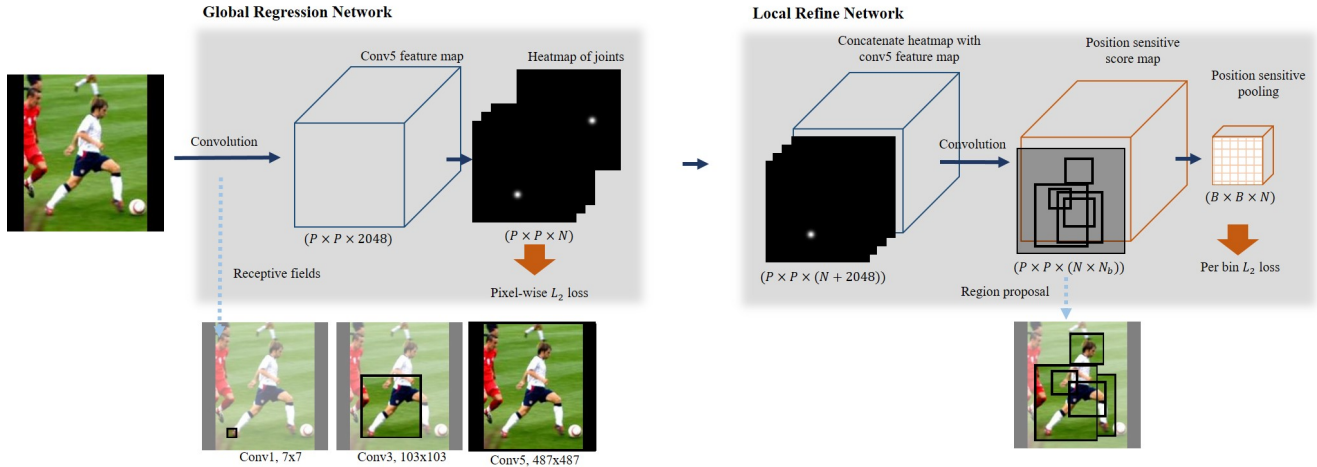 Global Regression Network
Local Refine Network
Conv5 feature map
Heatmap of joints
Convolution
(P × P × 2048)
(P × P × N)
Receptive fields
Pixel-wise L₂ loss
Conv1, 7x7
Conv3, 103x103
Conv5, 487x487
Concatenate heatmap with
conv5 feature map
Position sensitive
score map
Position sensitive
pooling
Convolution
(P × P × (N + 2048))
(P × P × (N × N_b))
(B × B × N)
Per bin L₂ loss
Region proposal